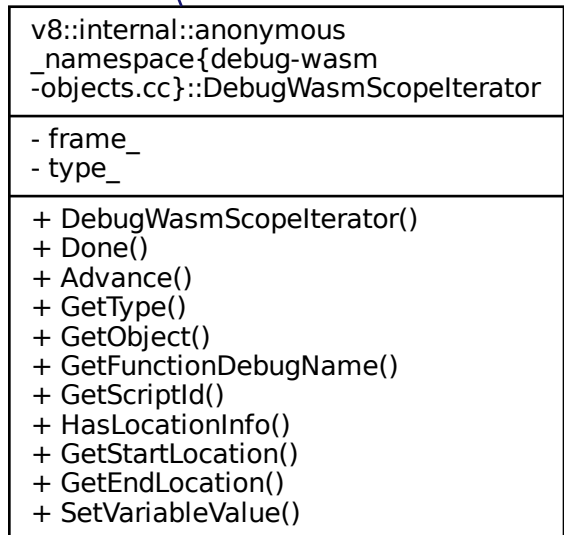 v8::internal::anonymous
_namespace{debug-wasm
-objects.cc}::DebugWasmScopeIterator
- frame_
- type_
+ DebugWasmScopeIterator()
+ Done()
+ Advance()
+ GetType()
+ GetObject()
+ GetFunctionDebugName()
+ GetScriptId()
+ HasLocationInfo()
+ GetStartLocation()
+ GetEndLocation()
+ SetVariableValue()